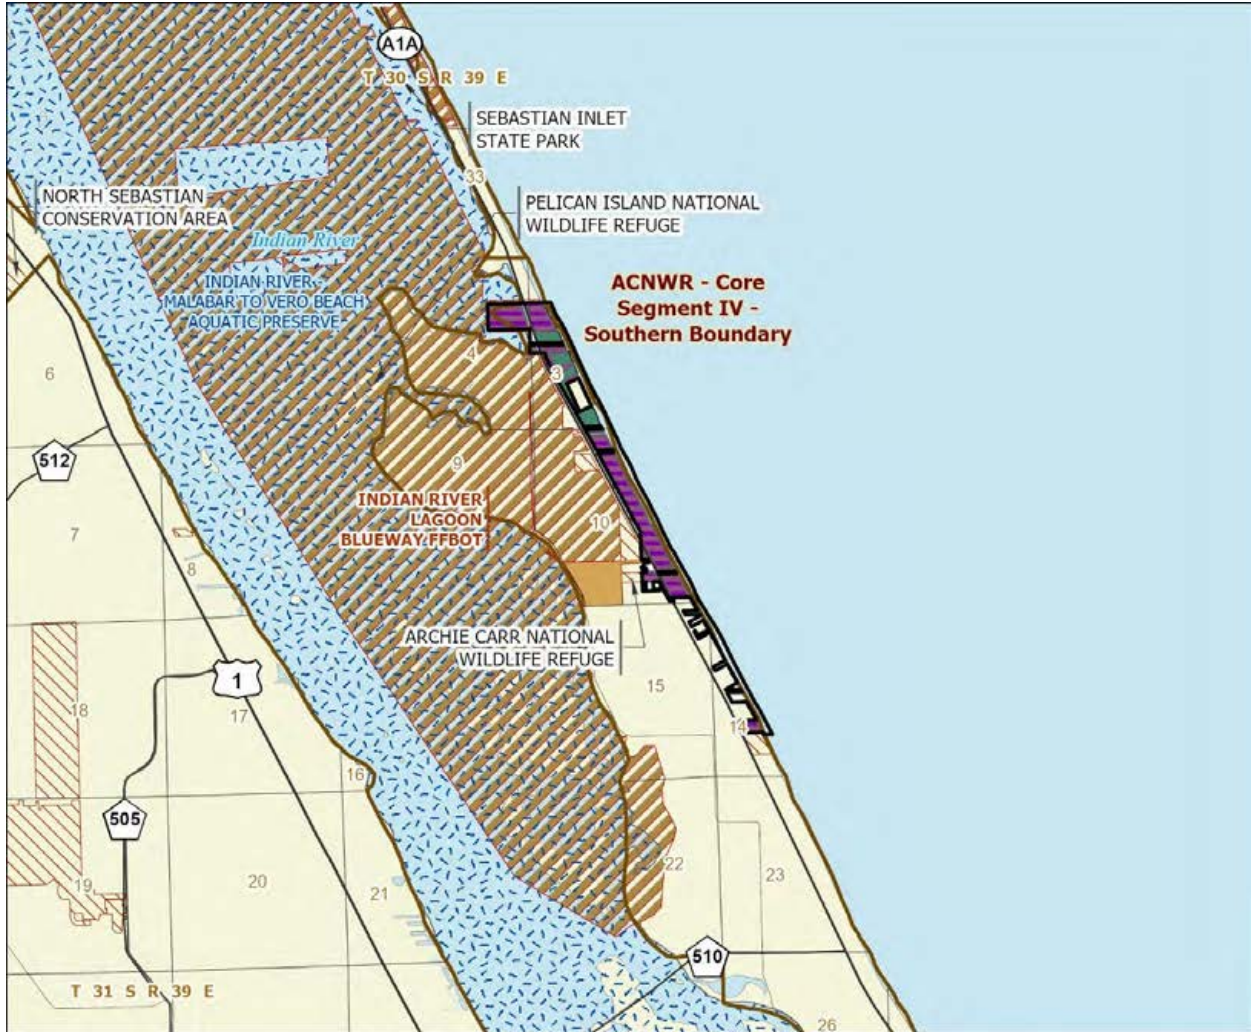 A1A
T 30 S R 39 E
SEBASTIAN INLET
STATE PARK
33
NORTH SEBASTIAN
CONSERVATION AREA
PELICAN ISLAND NATIONAL
WILDLIFE REFUGE
Indian River
INDIAN RIVER -
MALABAR TO VERO BEACH
AQUATIC PRESERVE
ACNWR - Core
Segment IV -
Southern Boundary
4
3
6
512
9
INDIAN RIVER
LAGOON
BLUEWAY FFBOT
10
7
8
ARCHIE CARR NATIONAL
WILDLIFE REFUGE
1
15
18
17
14
16
505
22
23
19
20
21
510
T 31 S R 39 E
26